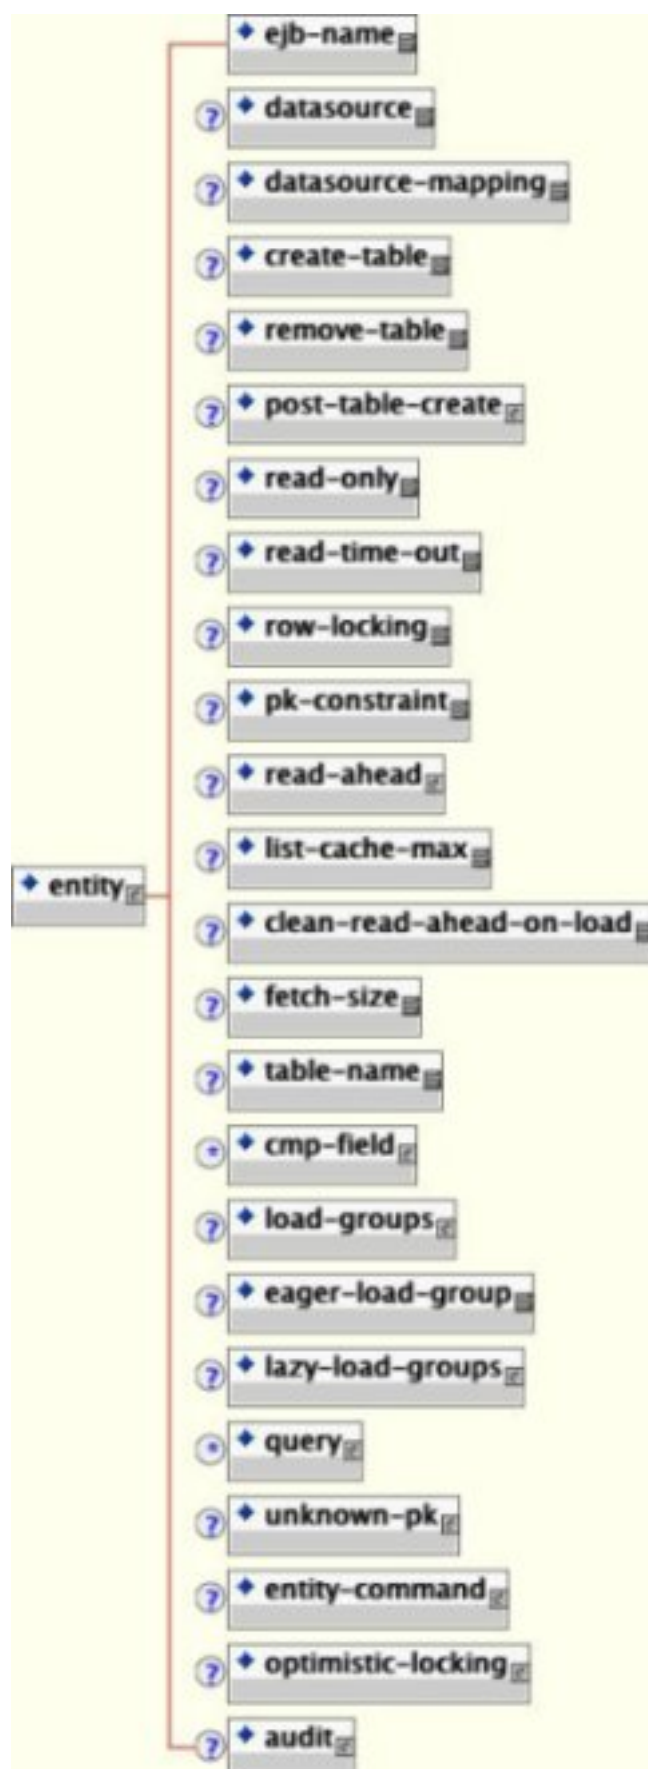 ejb-name
? datasource
? datasource-mapping
? create-table
? remove-table
? post-table-create
? read-only
? read-time-out
? row-locking
? pk-constraint
? read-ahead
? list-cache-max
entity
? clean-read-ahead-on-load
? fetch-size
? table-name
* cmp-field
? load-groups
? eager-load-group
? lazy-load-groups
* query
? unknown-pk
? entity-command
? optimistic-locking
? audit